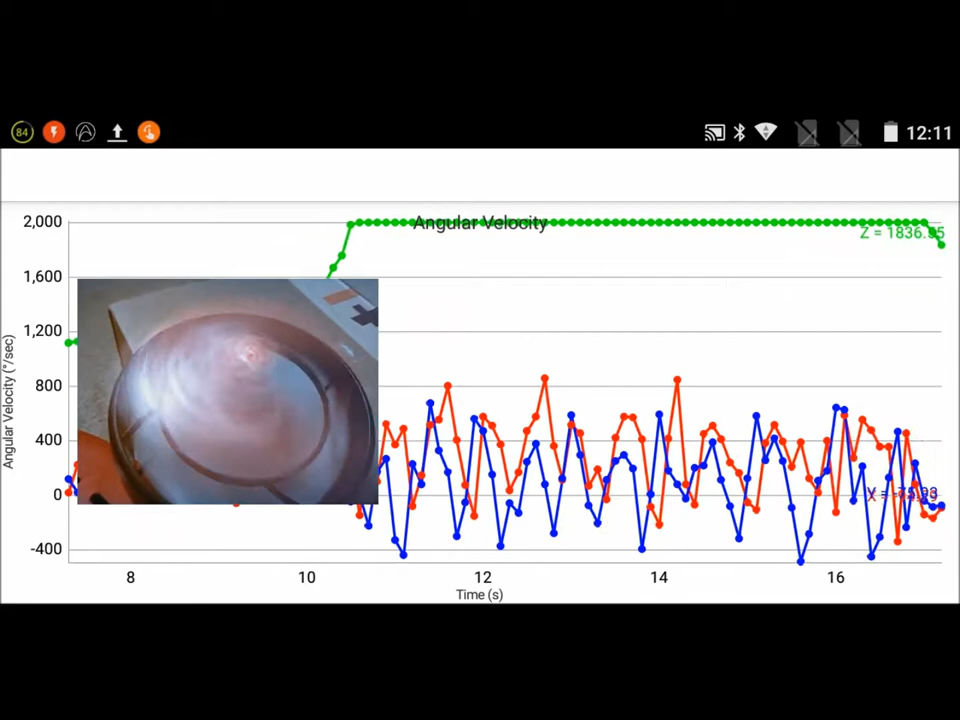 84
12:11
Angular Velocity
2,000
Z = 1836.
1,600
1,200
800
400
0
-400
Angular Velocity (°/sec)
8 10 12 14 16
Time (s)